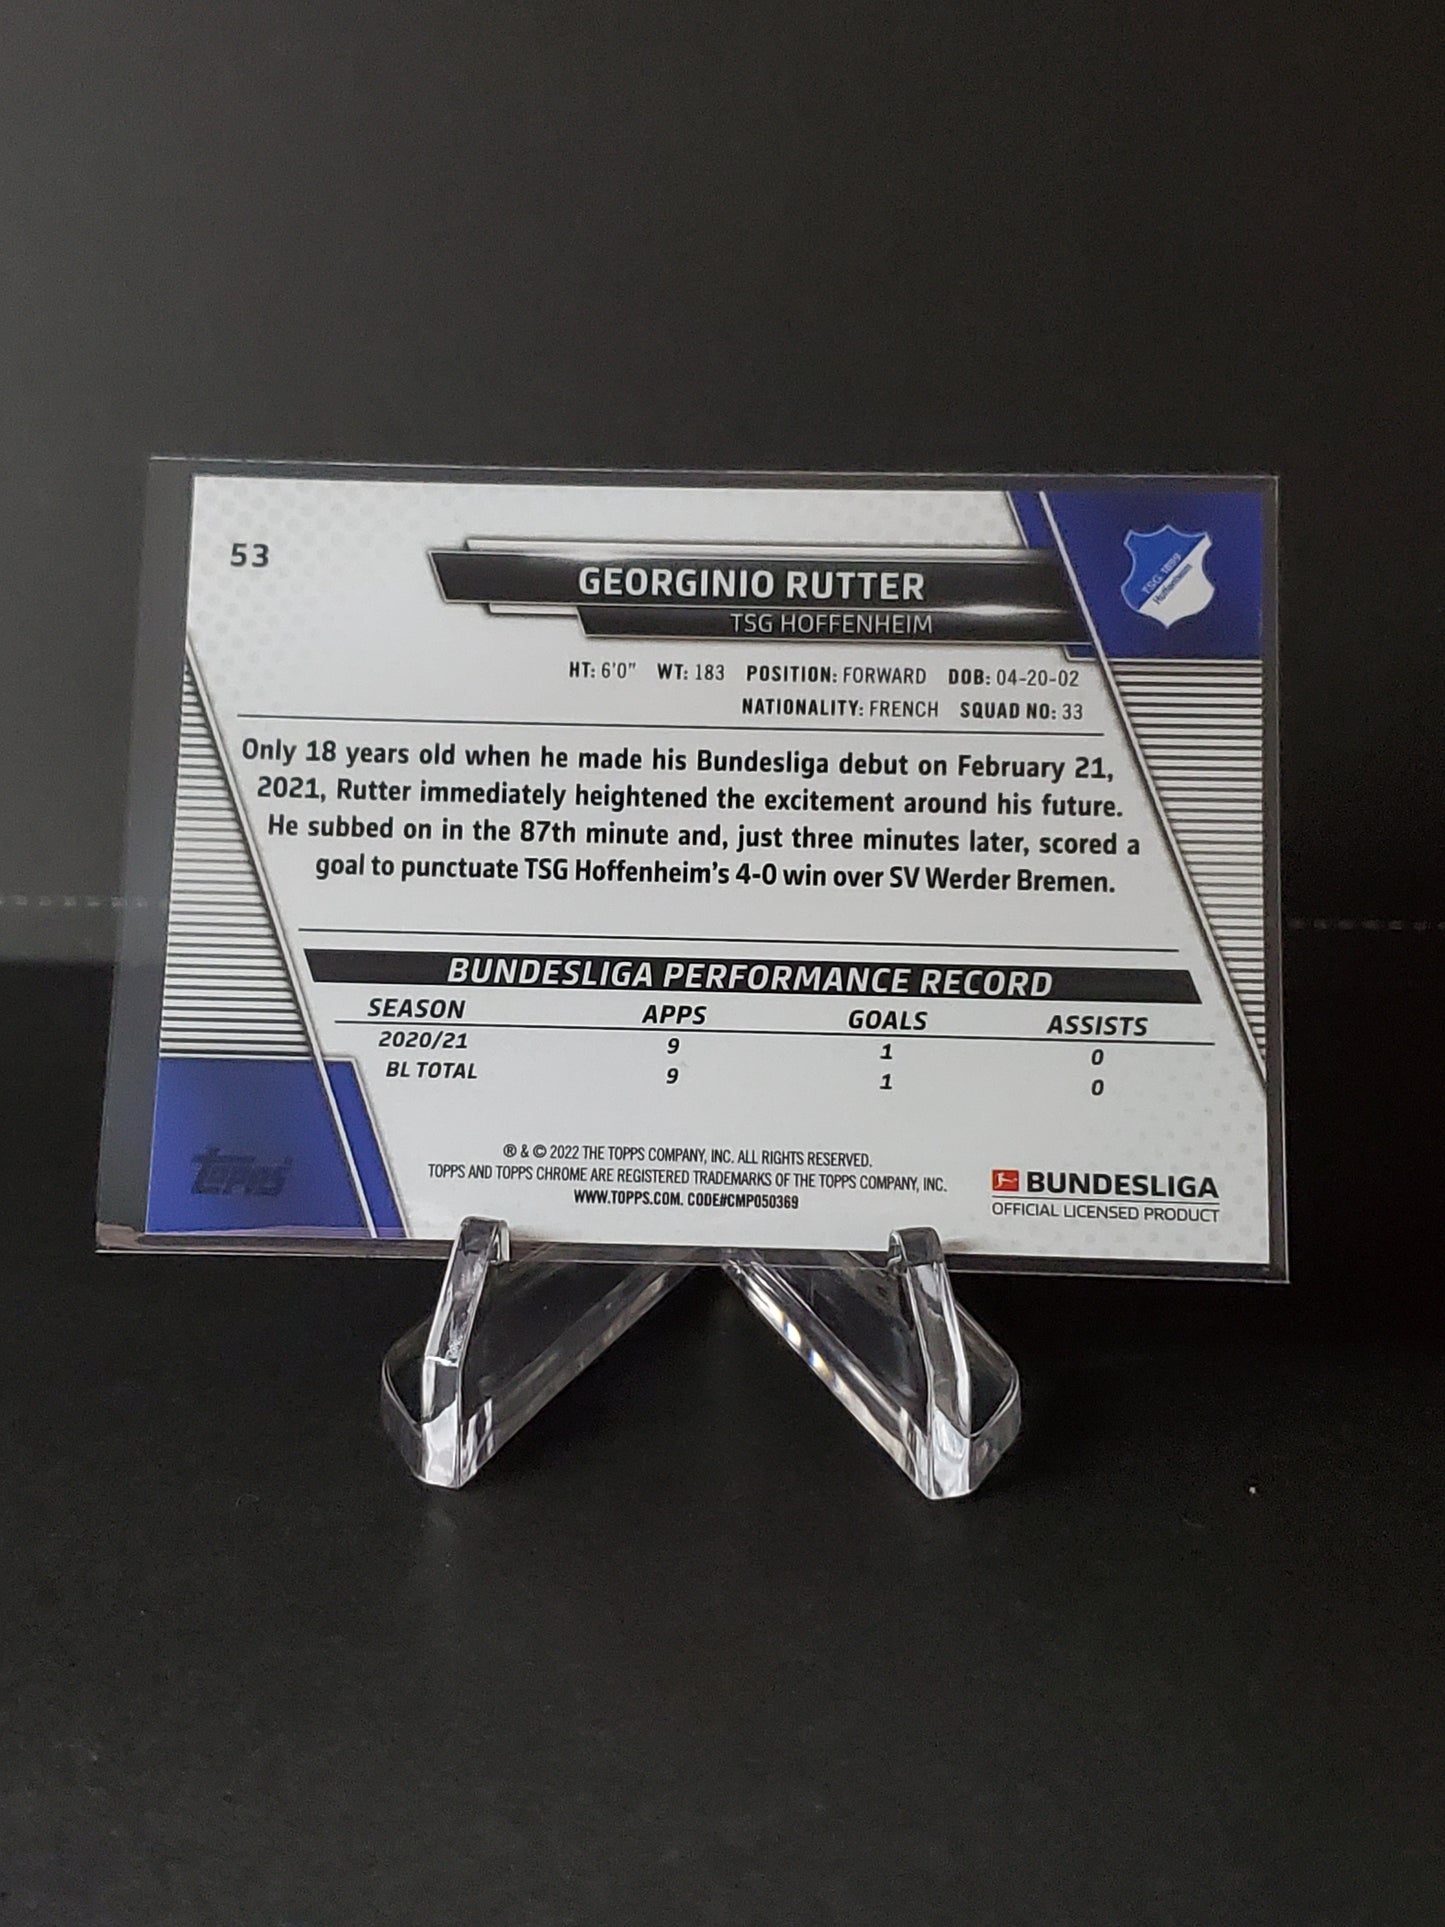 53
GEORGINIO RUTTER
TSG HOFFENHEIM
TSG 1899
Hoffenheim
HT: 6'0" WT: 183 POSITION: FORWARD DOB: 04-20-02
NATIONALITY: FRENCH SQUAD NO: 33
Only 18 years old when he made his Bundesliga debut on February 21,
2021, Rutter immediately heightened the excitement around his future.
He subbed on in the 87th minute and, just three minutes later, scored a
goal to punctuate TSG Hoffenheim's 4-0 win over SV Werder Bremen.
BUNDESLIGA PERFORMANCE RECORD
SEASON APPS GOALS ASSISTS
2020/21 9 1 0
BL TOTAL 9 1 0
® & © 2022 THE TOPPS COMPANY, INC. ALL RIGHTS RESERVED.
TOPPS AND TOPPS CHROME ARE REGISTERED TRADEMARKS OF THE TOPPS COMPANY, INC.
WWW.TOPPS.COM. CODE#CMP050369
Topps
BUNDESLIGA
OFFICIAL LICENSED PRODUCT